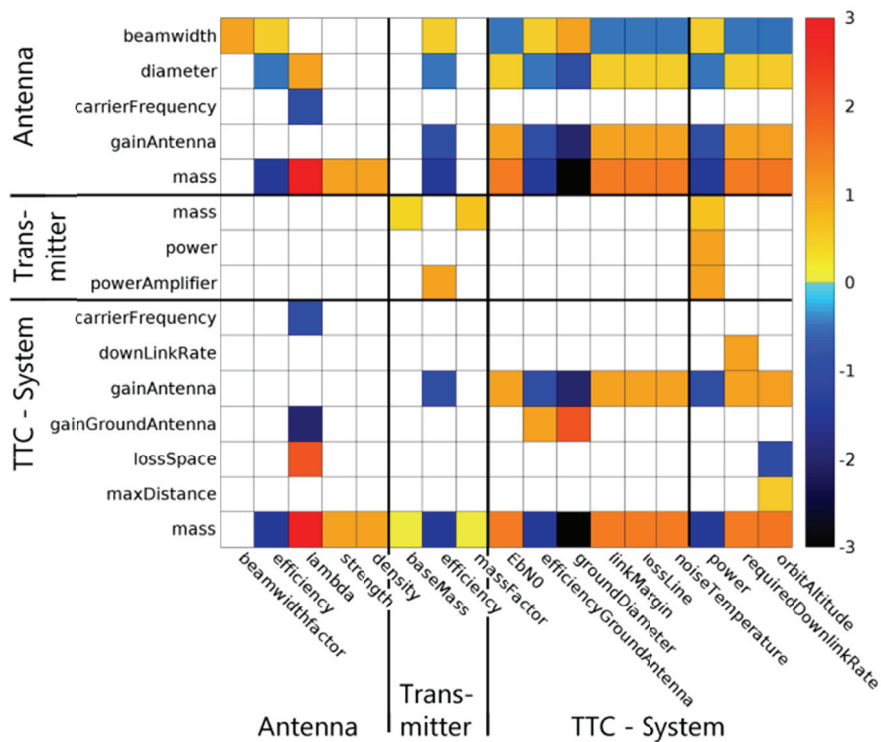 Antenna
beamwidth
diameter
carrierFrequency
gainAntenna
mass
Trans-
mitter
mass
power
powerAmplifier
TTC - System
carrierFrequency
downLinkRate
gainAntenna
gainGroundAntenna
lossSpace
maxDistance
mass
3
2
1
0
-1
-2
-3
beamwidthfactor
efficiency
lambda
strength
density
baseMass
efficiency
massFactor
EbN0
efficiencyGroundAntenna
groundDiameter
linkMargin
lossLine
noiseTemperature
power
requiredDownlinkRate
orbitAltitude
Antenna
Trans-
mitter
TTC - System